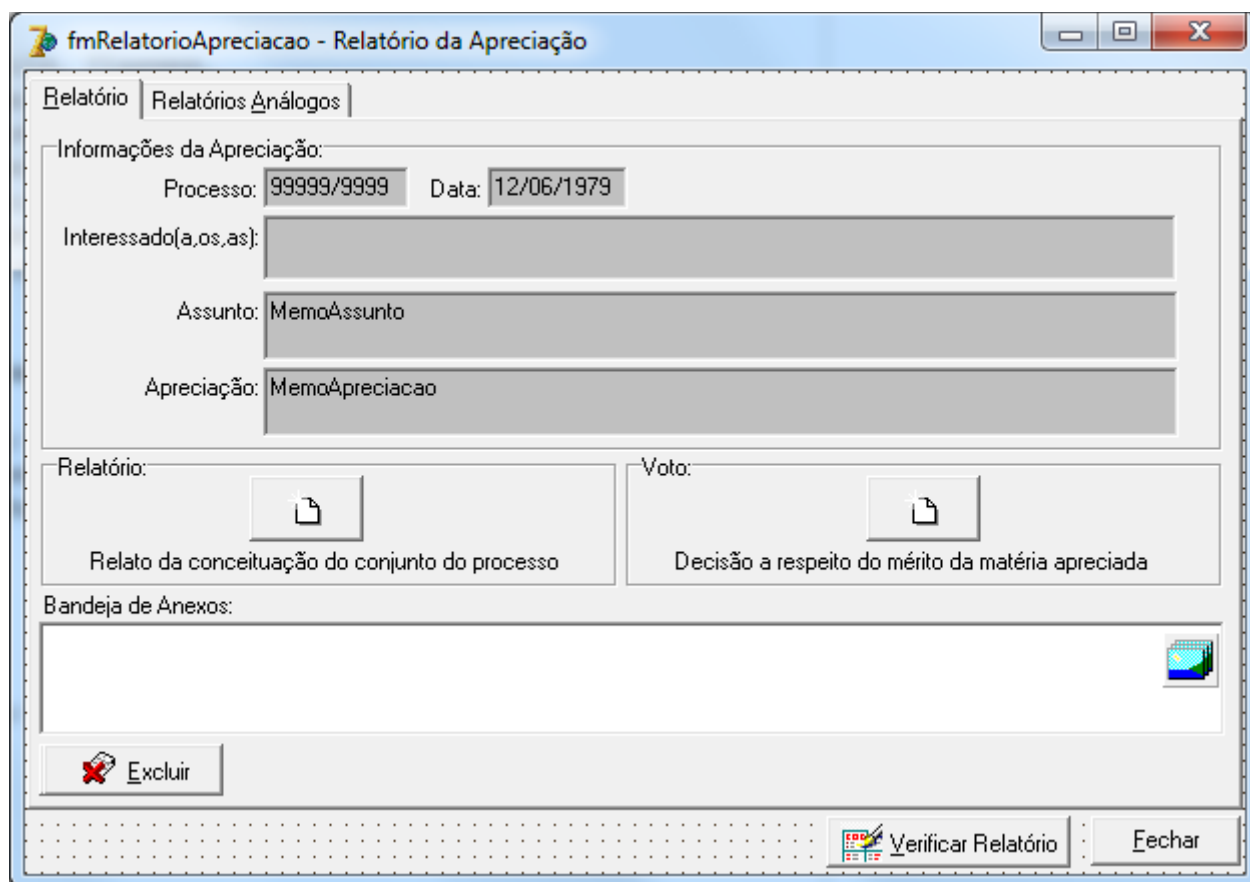 fmRelatorioApreciacao - Relatório da Apreciação
Relatório Relatórios Análogos
Informações da Apreciação:
Processo: 99999/9999 Data: 12/06/1979
Interessado(a,os,as):
Assunto: MemoAssunto
Apreciação: MemoApreciacao
Relatório: Voto:
Relato da conceituação do conjunto do processo Decisão a respeito do mérito da matéria apreciada
Bandeja de Anexos:
Excluir
Verificar Relatório Fechar